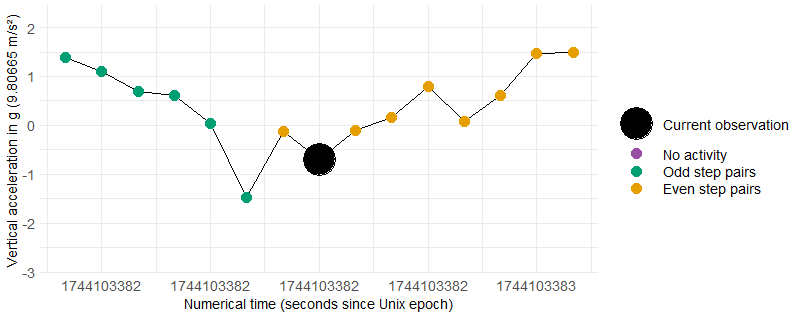 Vertical acceleration in g (9.80665 m/s²)
2
1
0
-1
-2
-3
1744103382 1744103382 1744103382 1744103382 1744103383
Numerical time (seconds since Unix epoch)
Current observation
No activity
Odd step pairs
Even step pairs